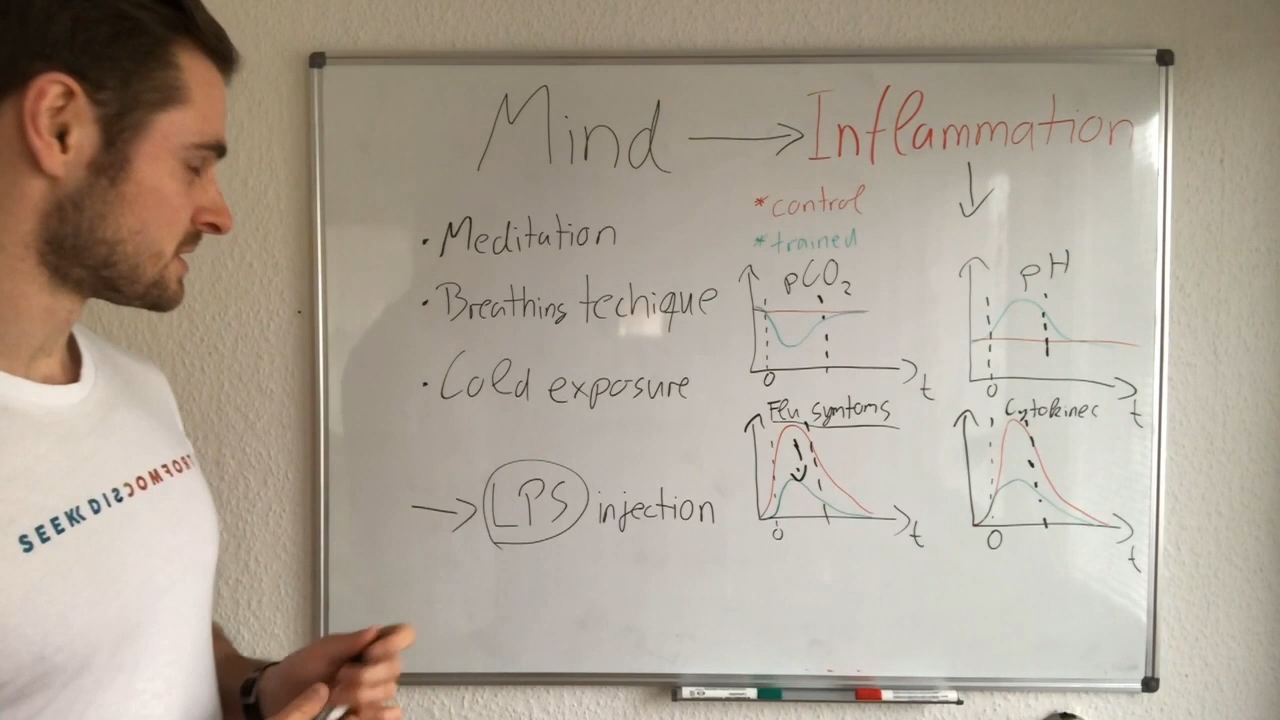 Mind → Inflammation
↓
* control
* trained
· Meditation
· Breathing techique
· Cold exposure
→ LPS injection
pCO₂
0
t
pH
0
t
Flu symtoms
0
t
Cytokines
0
t
SEEK DISCOMFORT